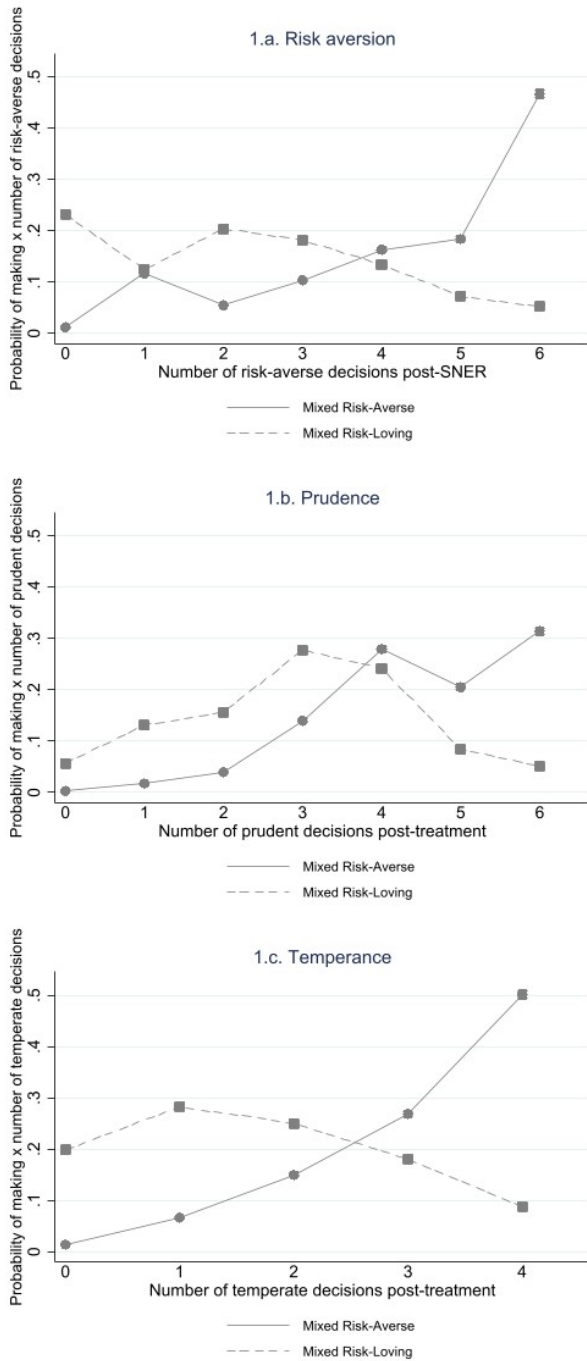 1.a. Risk aversion
Probability of making x number of risk-averse decisions
.5
.4
.3
.2
.1
0
0 1 2 3 4 5 6
Number of risk-averse decisions post-SNER
Mixed Risk-Averse
Mixed Risk-Loving
1.b. Prudence
Probability of making x number of prudent decisions
.5
.4
.3
.2
.1
0
0 1 2 3 4 5 6
Number of prudent decisions post-treatment
Mixed Risk-Averse
Mixed Risk-Loving
1.c. Temperance
Probability of making x number of temperate decisions
.5
.4
.3
.2
.1
0
0 1 2 3 4
Number of temperate decisions post-treatment
Mixed Risk-Averse
Mixed Risk-Loving